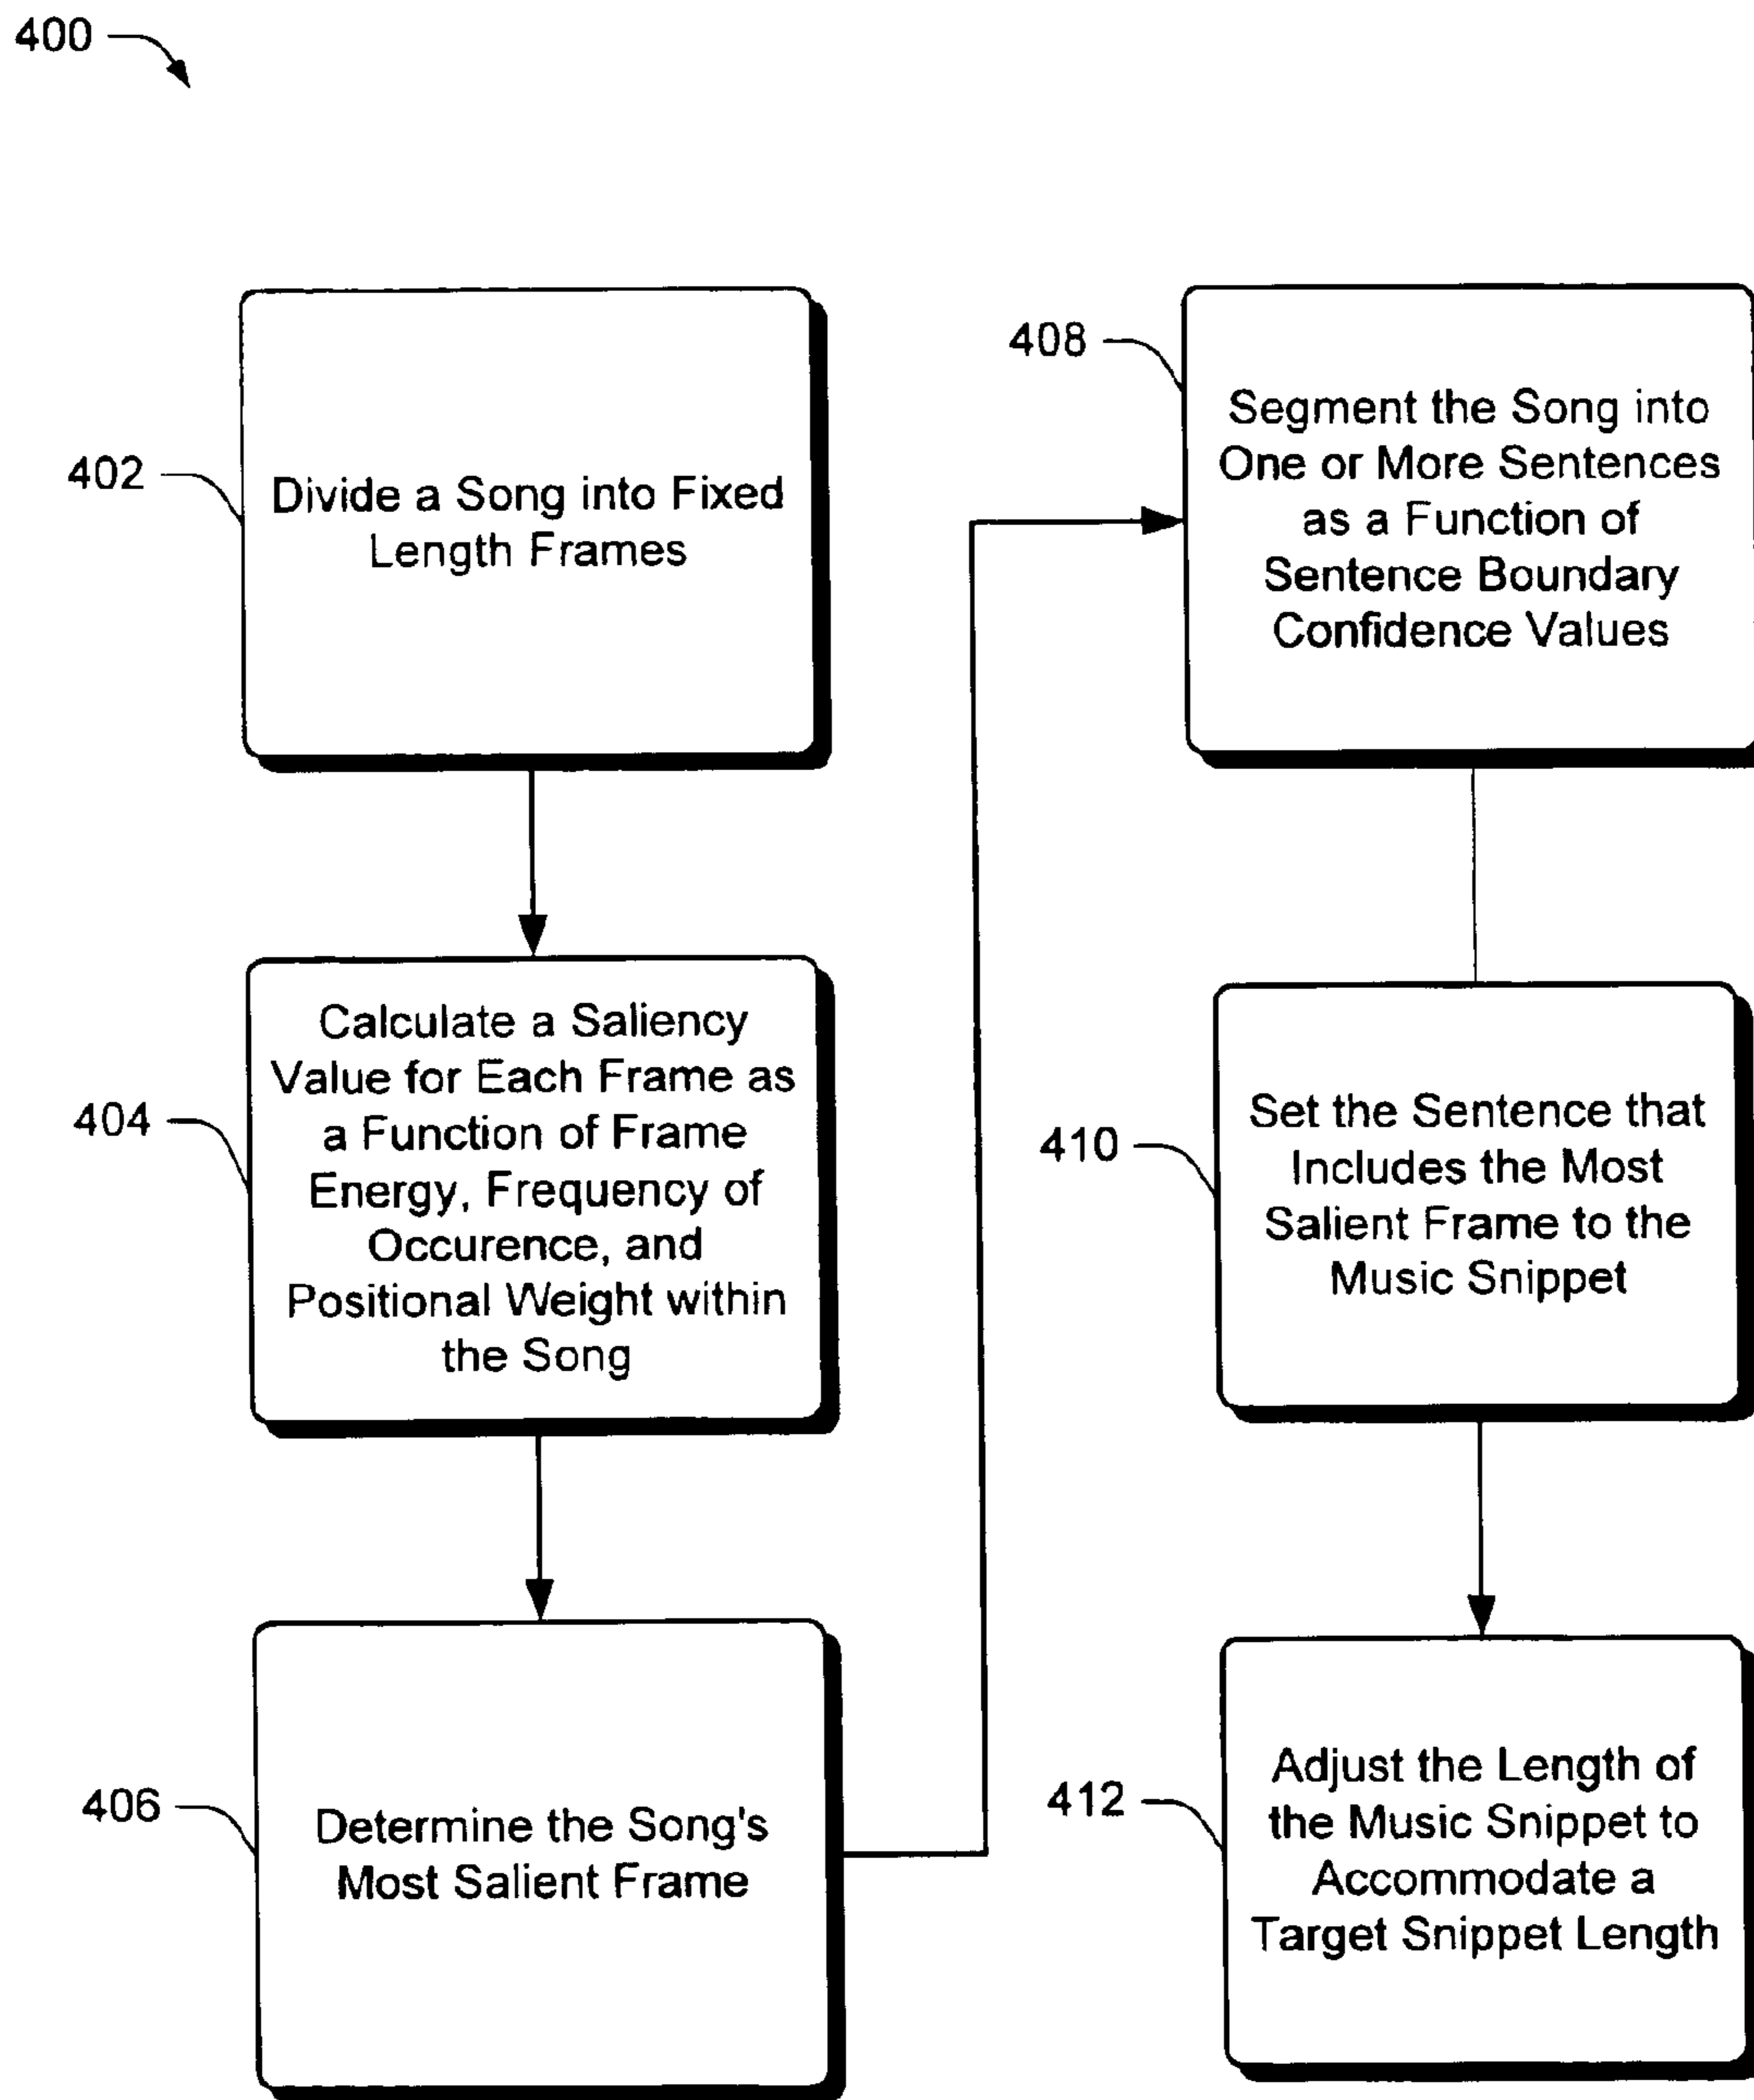 400
402
Divide a Song into Fixed
Length Frames
404
Calculate a Saliency
Value for Each Frame as
a Function of Frame
Energy, Frequency of
Occurence, and
Positional Weight within
the Song
406
Determine the Song's
Most Salient Frame
408
Segment the Song into
One or More Sentences
as a Function of
Sentence Boundary
Confidence Values
410
Set the Sentence that
Includes the Most
Salient Frame to the
Music Snippet
412
Adjust the Length of
the Music Snippet to
Accommodate a
Target Snippet Length